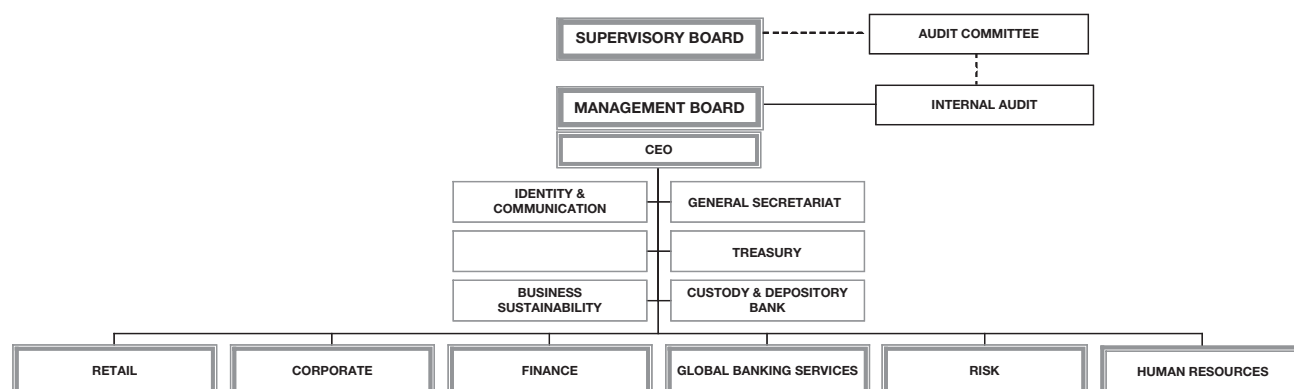 SUPERVISORY BOARD
AUDIT COMMITTEE
MANAGEMENT BOARD
INTERNAL AUDIT
CEO
IDENTITY &
COMMUNICATION
GENERAL SECRETARIAT
TREASURY
BUSINESS
SUSTAINABILITY
CUSTODY & DEPOSITORY
BANK
RETAIL
CORPORATE
FINANCE
GLOBAL BANKING SERVICES
RISK
HUMAN RESOURCES